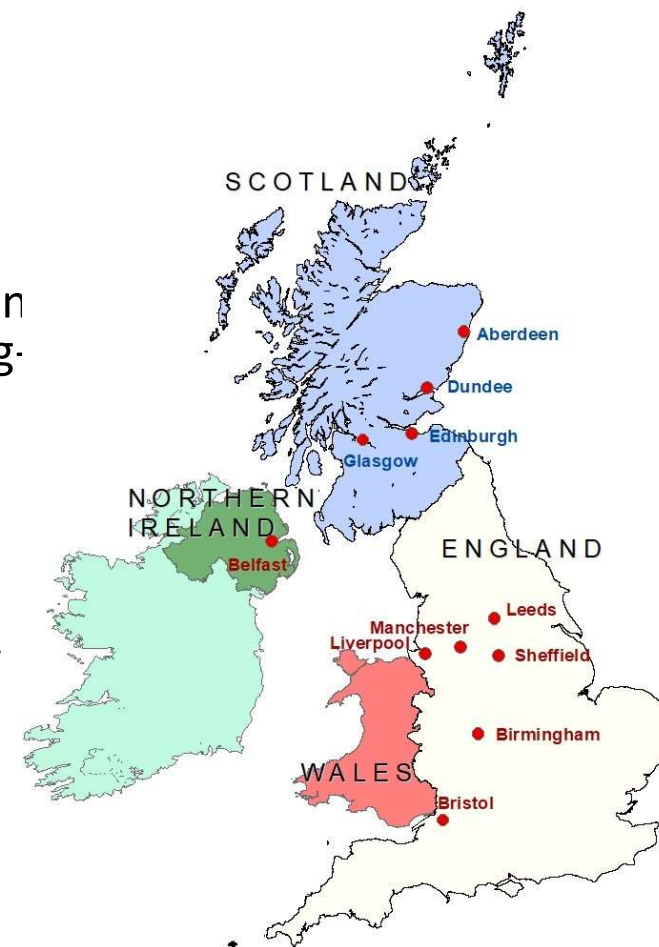 SCOTLAND
n
g-
Aberdeen
Dundee
Edinburgh
Glasgow
NORTHERN
IRELAND
Belfast
ENGLAND
Leeds
Manchester
Liverpool
Sheffield
Birmingham
WALES
Bristol